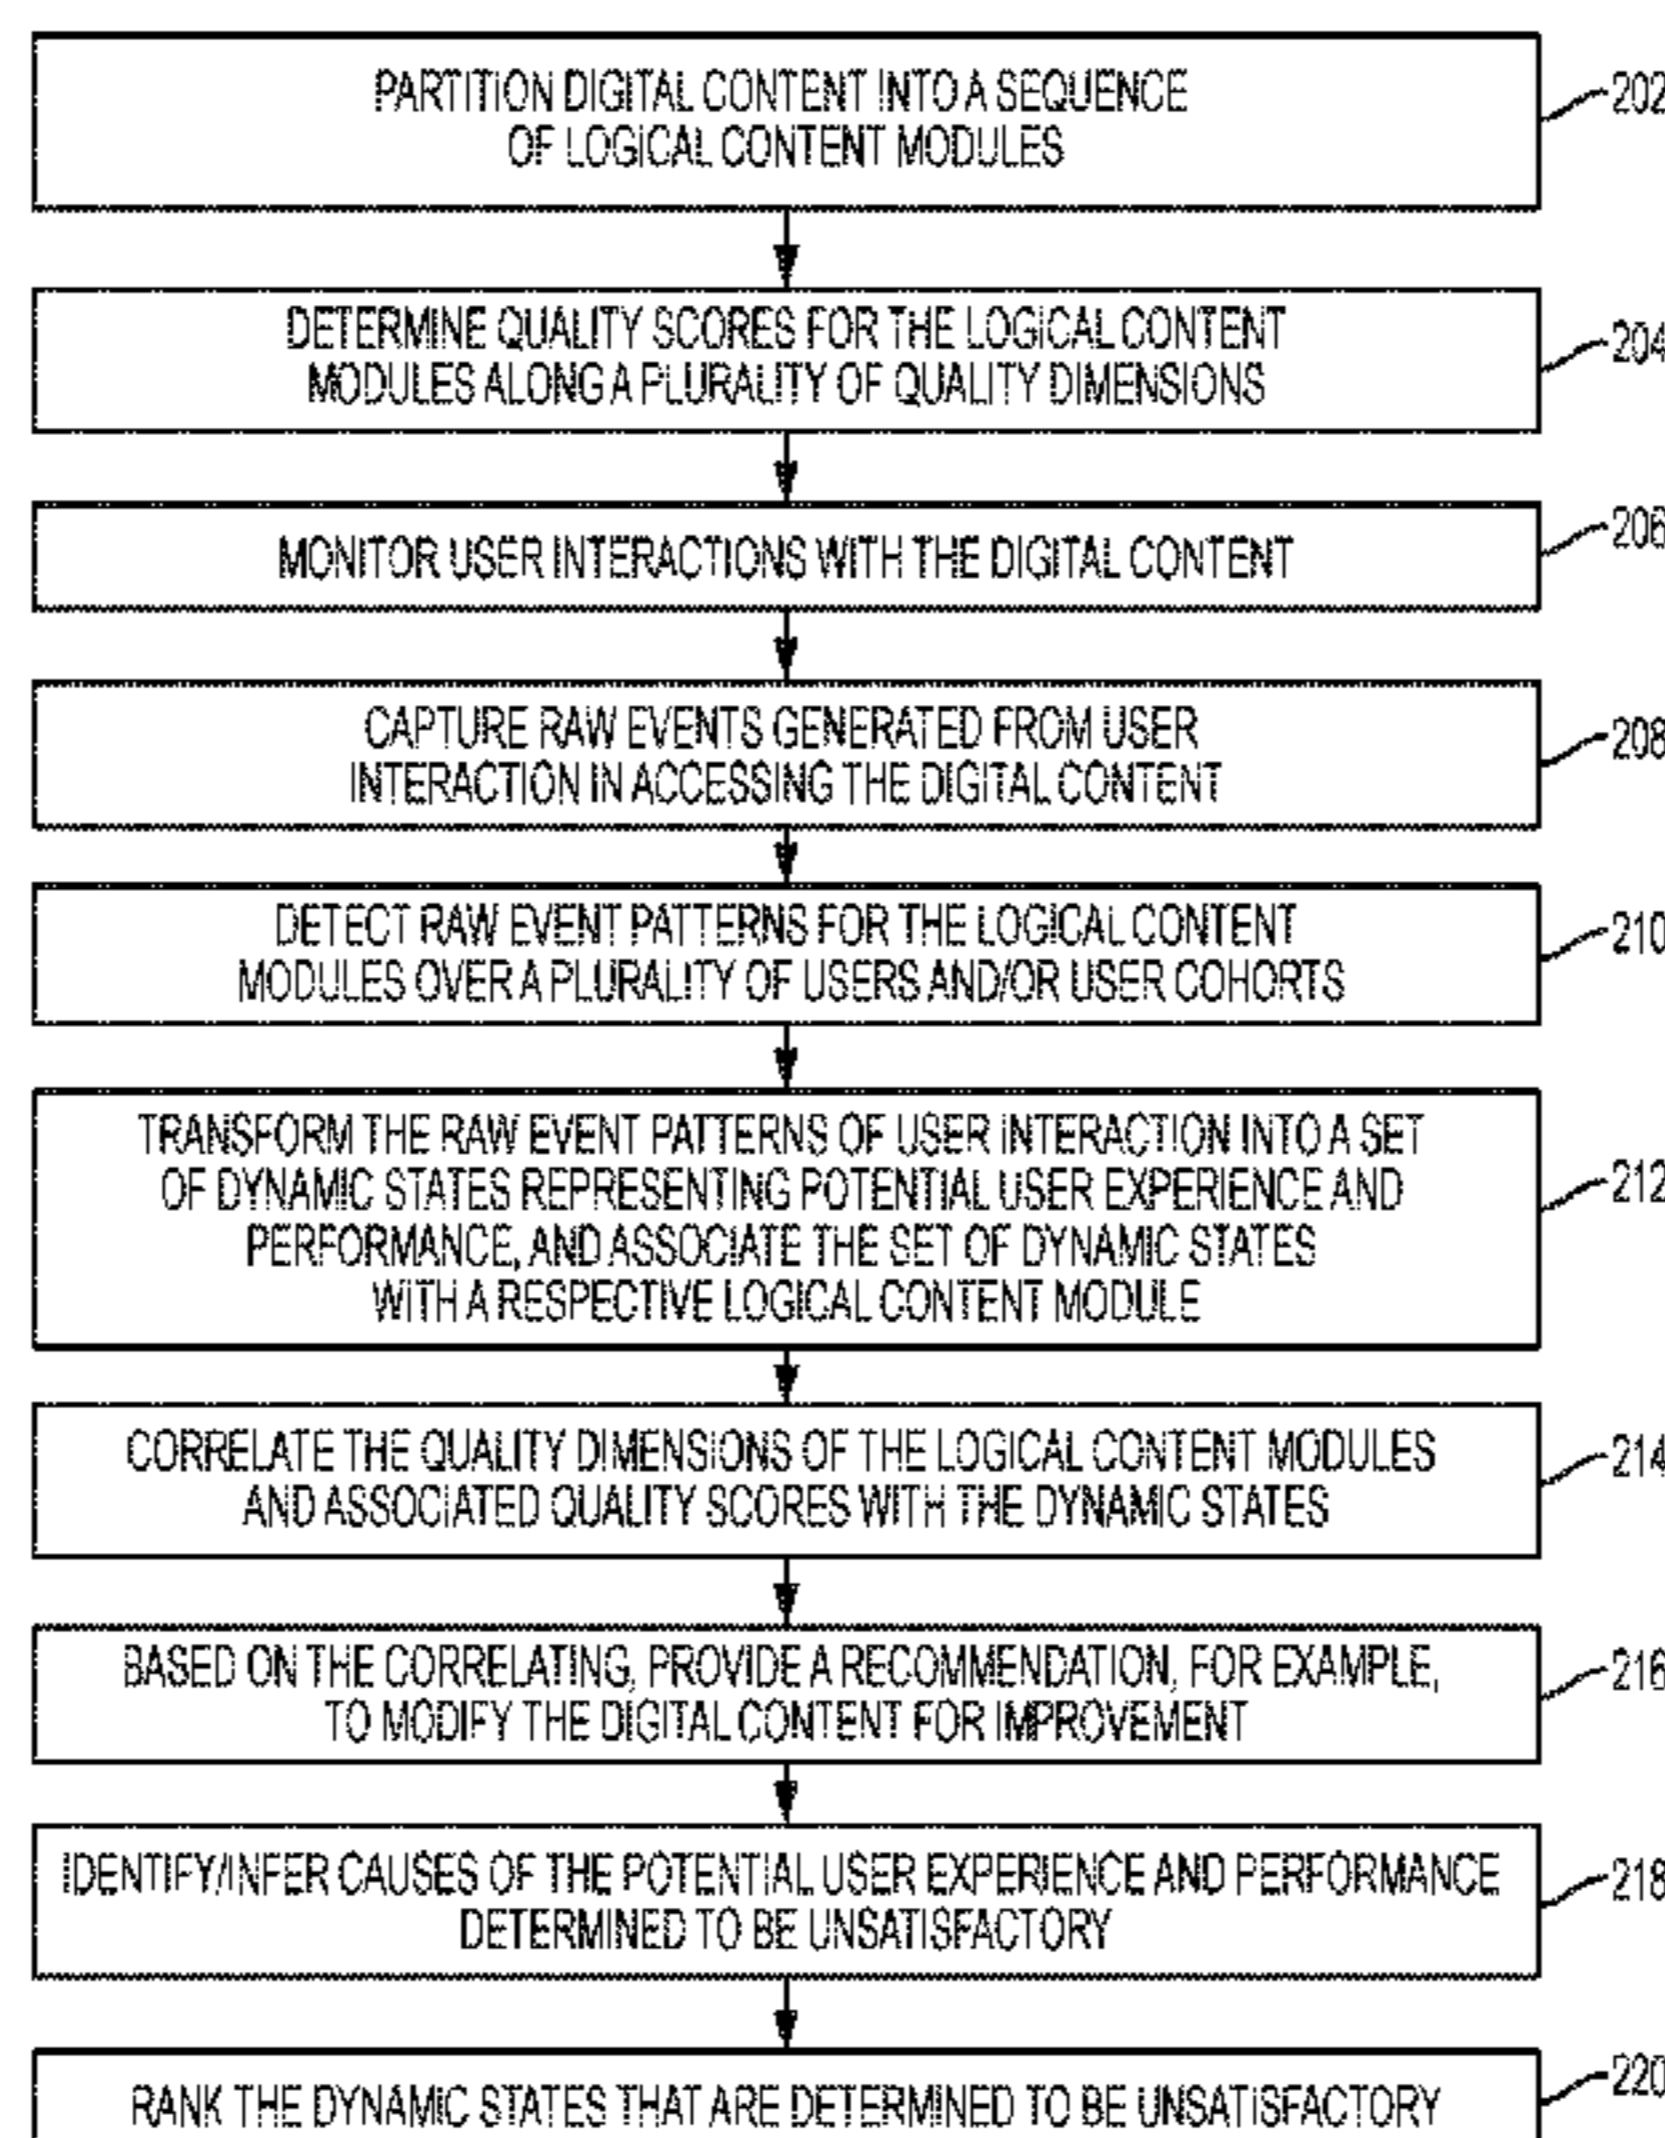 PARTITION DIGITAL CONTENT INTO A SEQUENCE
OF LOGICAL CONTENT MODULES
202
DETERMINE QUALITY SCORES FOR THE LOGICAL CONTENT
MODULES ALONG A PLURALITY OF QUALITY DIMENSIONS
204
MONITOR USER INTERACTIONS WITH THE DIGITAL CONTENT
206
CAPTURE RAW EVENTS GENERATED FROM USER
INTERACTION IN ACCESSING THE DIGITAL CONTENT
208
DETECT RAW EVENT PATTERNS FOR THE LOGICAL CONTENT
MODULES OVER A PLURALITY OF USERS AND/OR USER COHORTS
210
TRANSFORM THE RAW EVENT PATTERNS OF USER INTERACTION INTO A SET
OF DYNAMIC STATES REPRESENTING POTENTIAL USER EXPERIENCE AND
PERFORMANCE, AND ASSOCIATE THE SET OF DYNAMIC STATES
WITH A RESPECTIVE LOGICAL CONTENT MODULE
212
CORRELATE THE QUALITY DIMENSIONS OF THE LOGICAL CONTENT MODULES
AND ASSOCIATED QUALITY SCORES WITH THE DYNAMIC STATES
214
BASED ON THE CORRELATING, PROVIDE A RECOMMENDATION, FOR EXAMPLE,
TO MODIFY THE DIGITAL CONTENT FOR IMPROVEMENT
216
IDENTIFY/INFER CAUSES OF THE POTENTIAL USER EXPERIENCE AND PERFORMANCE
DETERMINED TO BE UNSATISFACTORY
218
RANK THE DYNAMIC STATES THAT ARE DETERMINED TO BE UNSATISFACTORY
220